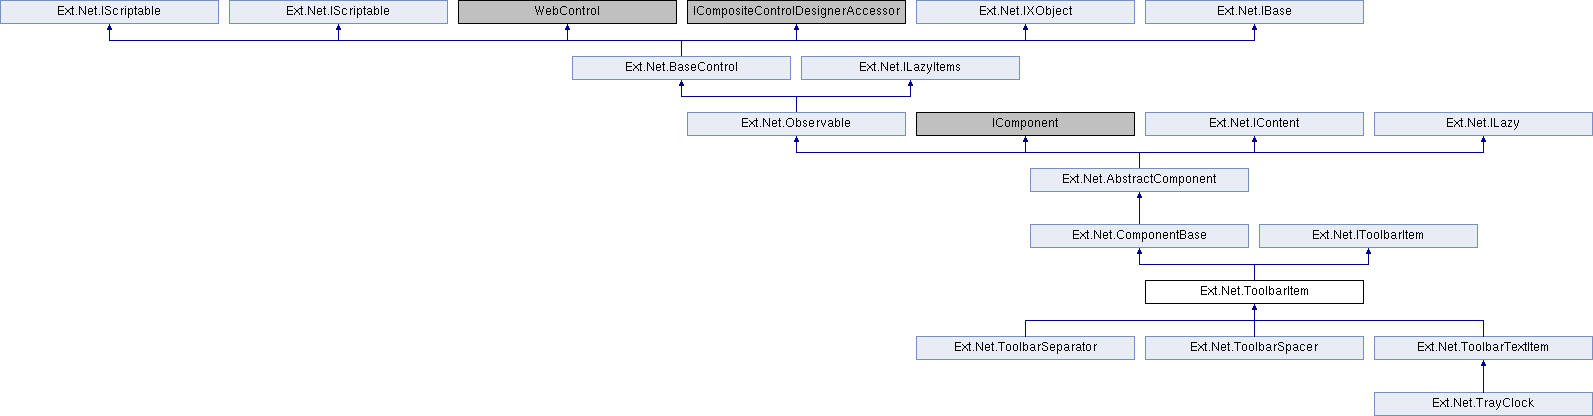 Ext.Net.IScriptable
Ext.Net.IScriptable
WebControl
ICompositeControlDesignerAccessor
Ext.Net.IXObject
Ext.Net.IBase
Ext.Net.BaseControl
Ext.Net.ILazyItems
Ext.Net.Observable
IComponent
Ext.Net.IContent
Ext.Net.ILazy
Ext.Net.AbstractComponent
Ext.Net.ComponentBase
Ext.Net.IToolbarItem
Ext.Net.ToolbarItem
Ext.Net.ToolbarSeparator
Ext.Net.ToolbarSpacer
Ext.Net.ToolbarTextItem
Ext.Net.TrayClock